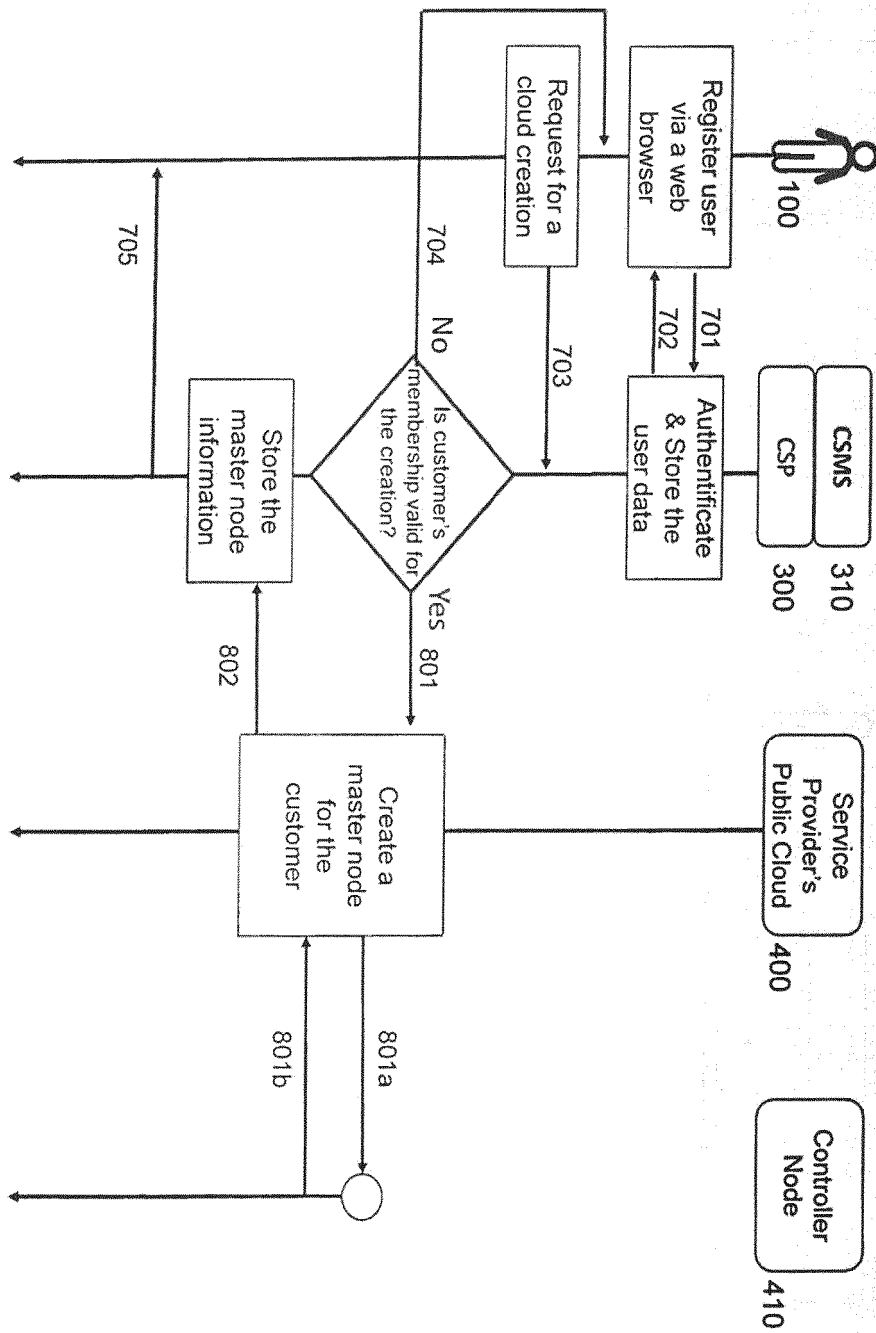 100
CSMS
310
CSP
300
Service
Provider's
Public Cloud
400
Controller
Node
410
Register user
via a web
browser
701
702
Authentificate
& Store the
user data
Request for a
cloud creation
703
Is customer's
membership valid for
the creation?
No
704
Yes
801
Create a
master node
for the
customer
801a
801b
802
Store the
master node
information
705